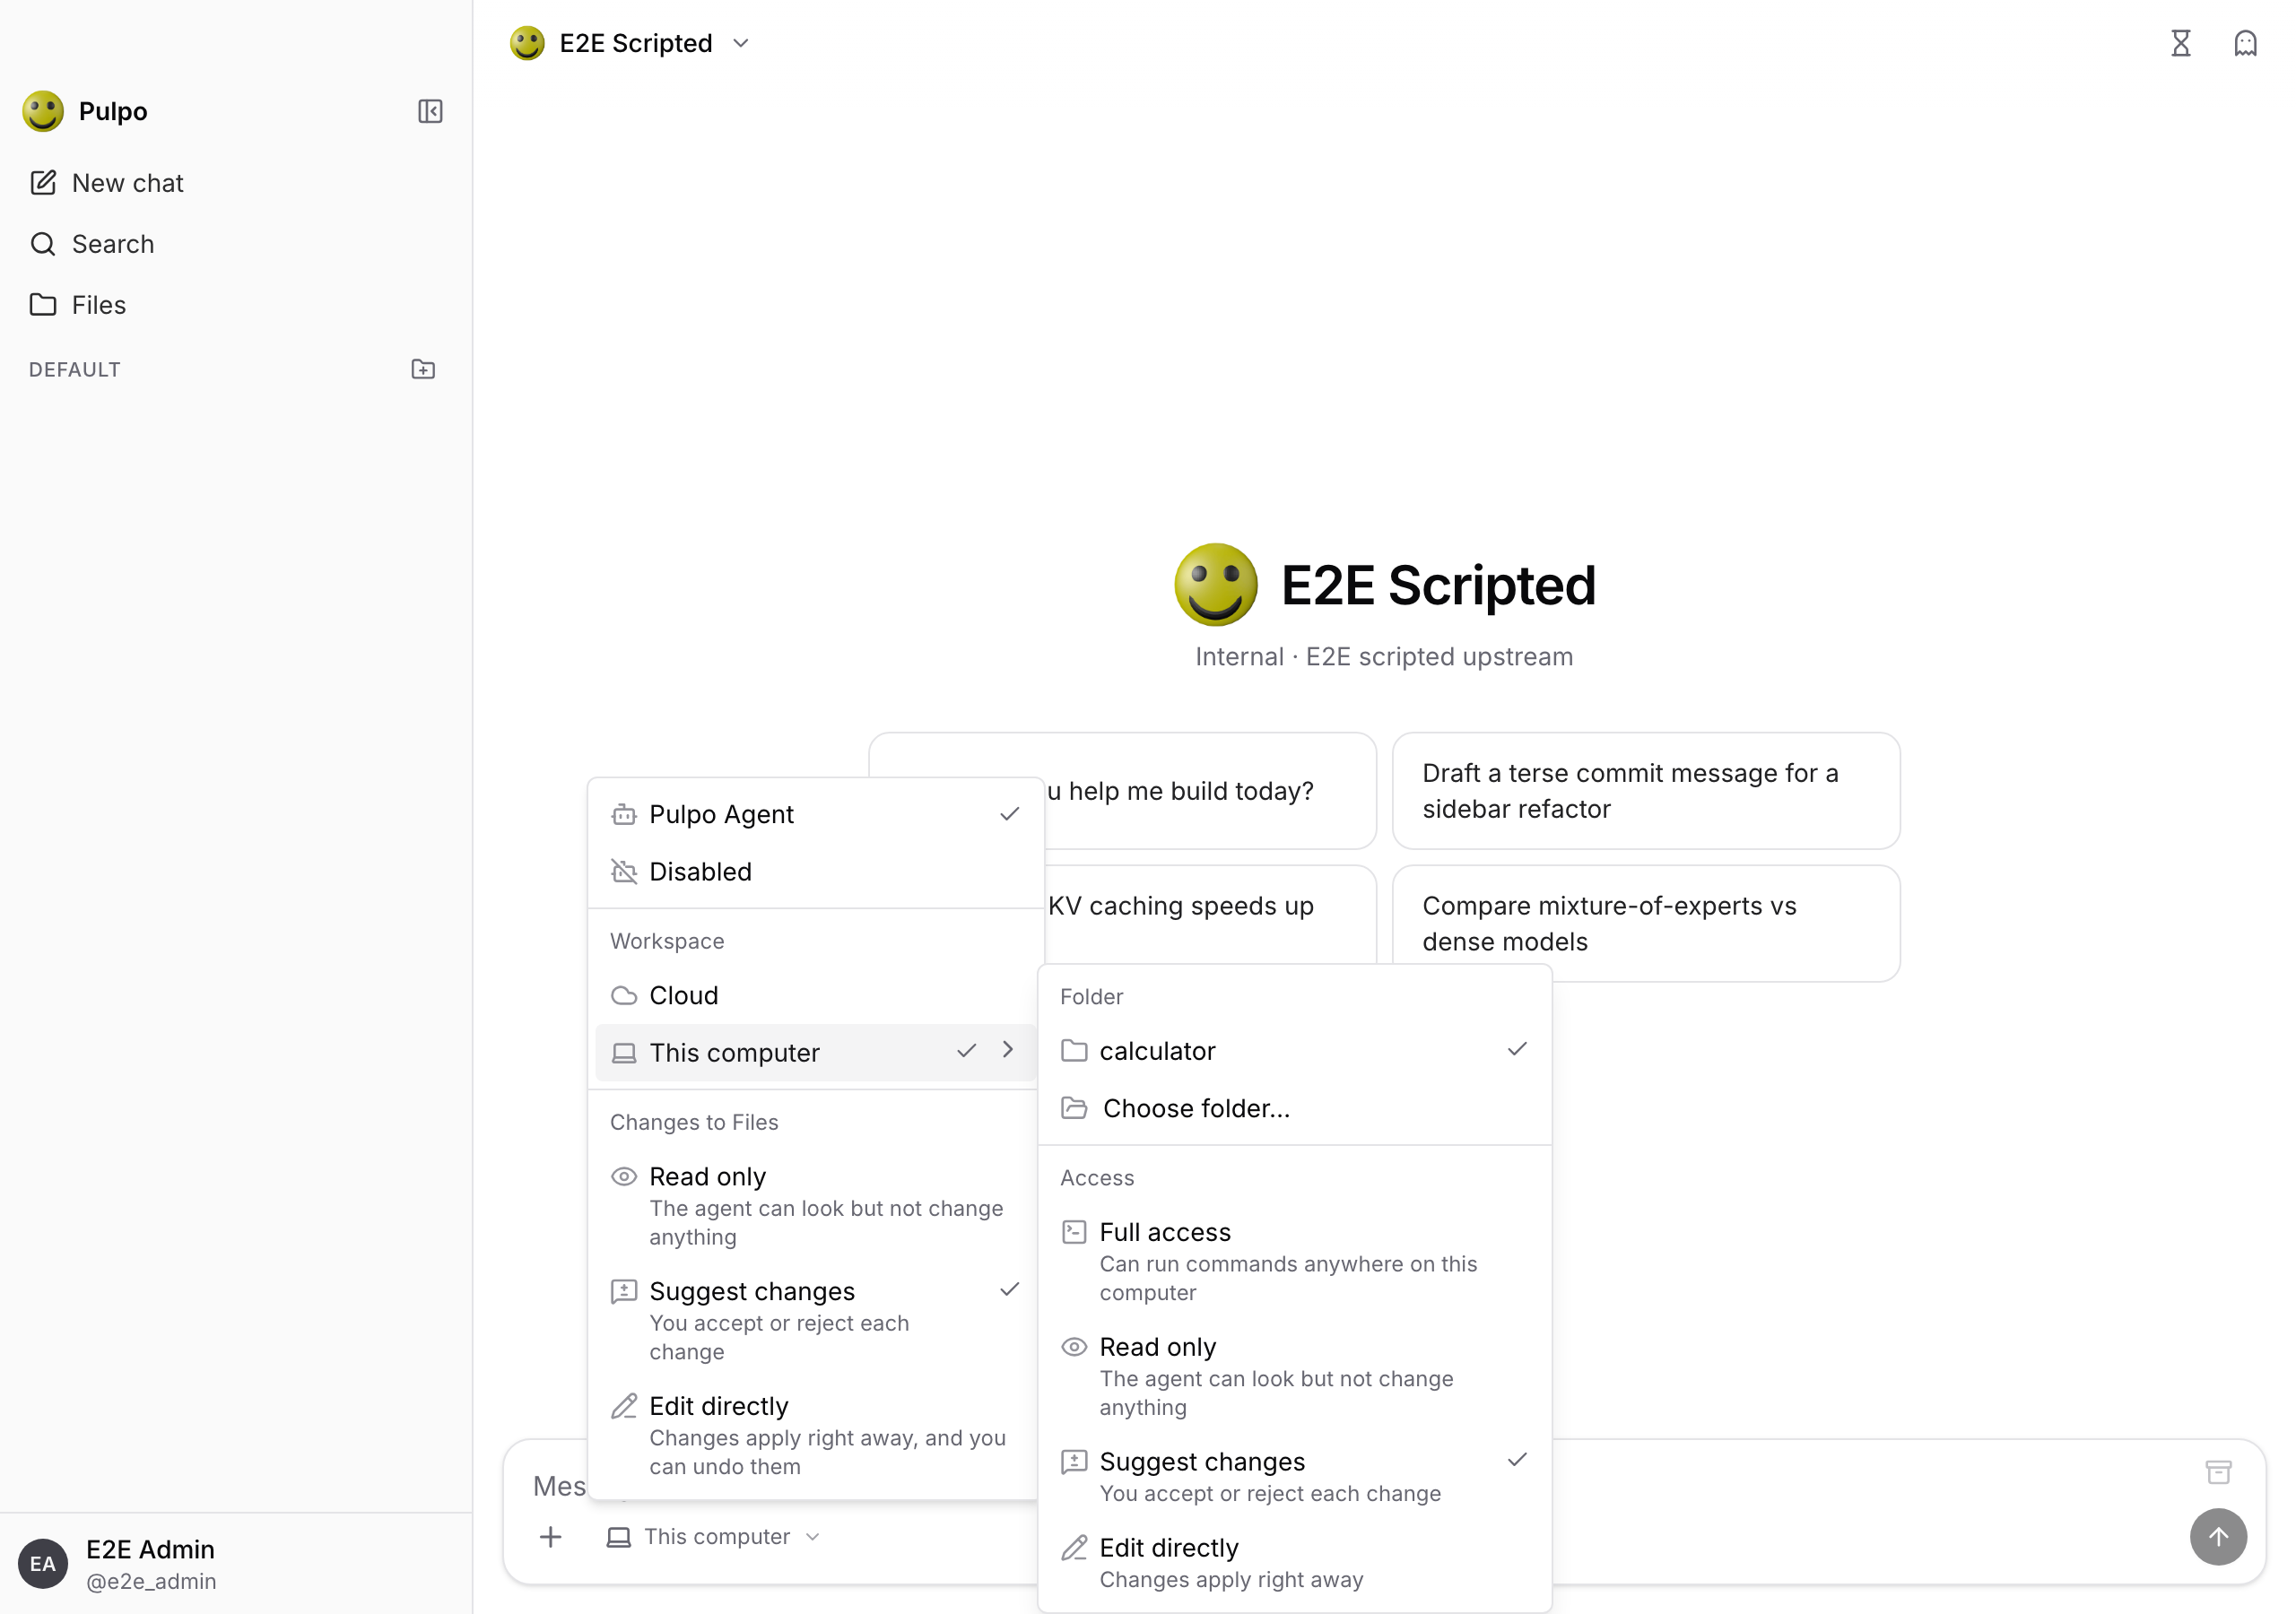 E2E Scripted
Pulpo
New chat
Search
Files
DEFAULT
E2E Scripted
Internal · E2E scripted upstream
u help me build today?
Draft a terse commit message for a
sidebar refactor
KV caching speeds up
Compare mixture-of-experts vs
dense models
Pulpo Agent
Disabled
Workspace
Cloud
This computer
Changes to Files
Read only
The agent can look but not change
anything
Suggest changes
You accept or reject each
change
Edit directly
Changes apply right away, and you
can undo them
Folder
calculator
Choose folder...
Access
Full access
Can run commands anywhere on this
computer
Read only
The agent can look but not change
anything
Suggest changes
You accept or reject each change
Edit directly
Changes apply right away
Mes
This computer
EA
E2E Admin
@e2e_admin